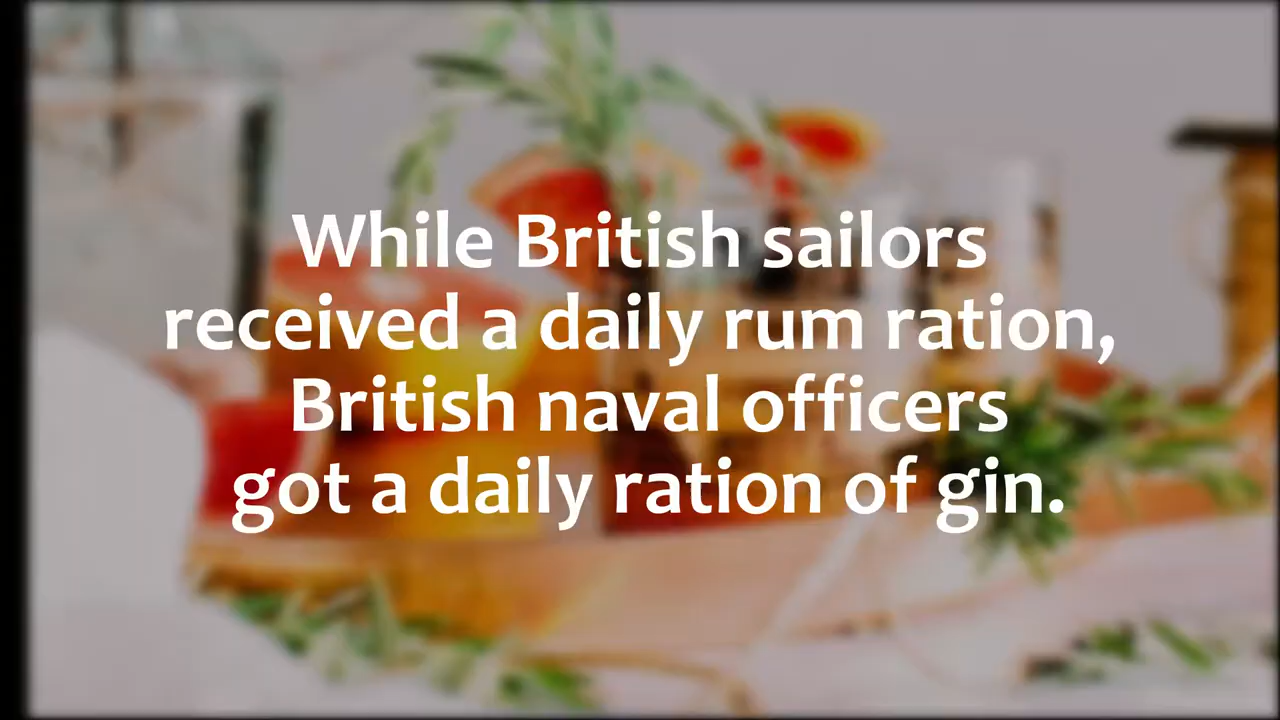 While British sailors
received a daily rum ration,
British naval officers
got a daily ration of gin.